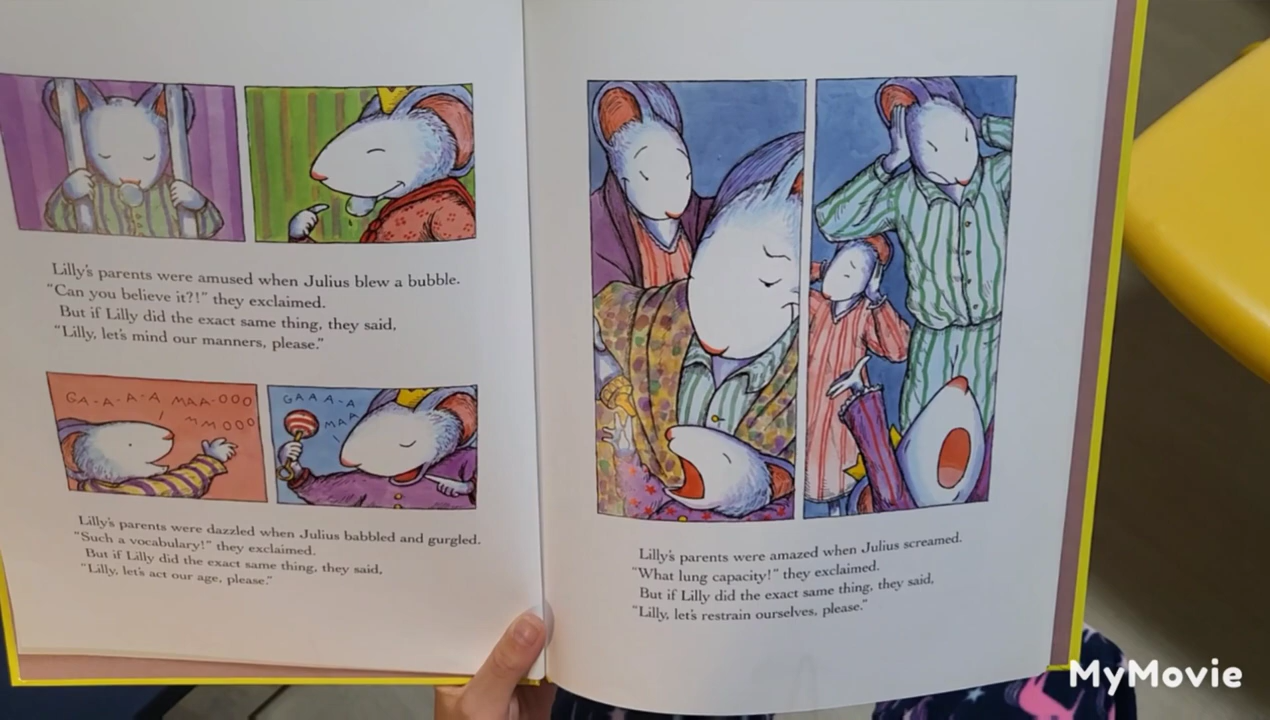 Lilly's parents were amused when Julius blew a bubble.
"Can you believe it?!" they exclaimed.
But if Lilly did the exact same thing, they said,
"Lilly, let's mind our manners, please."
GA-A-A-A MAA-OOO
MMOOO
GAAA-A
MAA
Lilly's parents were dazzled when Julius babbled and gurgled.
"Such a vocabulary!" they exclaimed.
But if Lilly did the exact same thing, they said,
"Lilly, let's act our age, please."
Lilly's parents were amazed when Julius screamed.
"What lung capacity!" they exclaimed.
But if Lilly did the exact same thing, they said,
"Lilly, let's restrain ourselves, please."
MyMovie